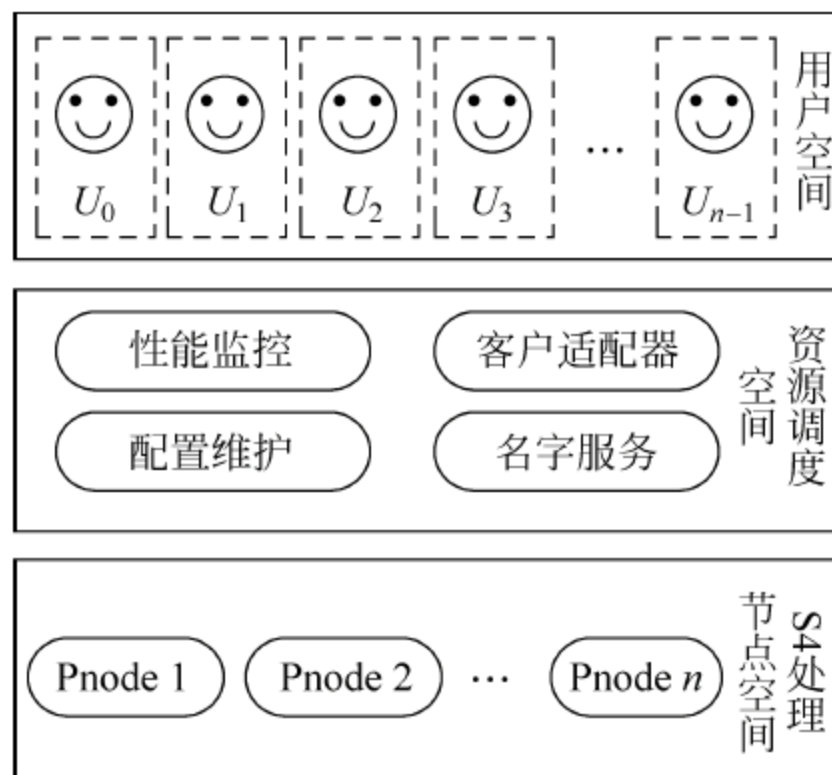 U0 U1 U2 U3 … Un−1
用户空间
性能监控 客户适配器
配置维护 名字服务
资源调度
空间
Pnode 1 Pnode 2 … Pnode n
S4处理
节点空间